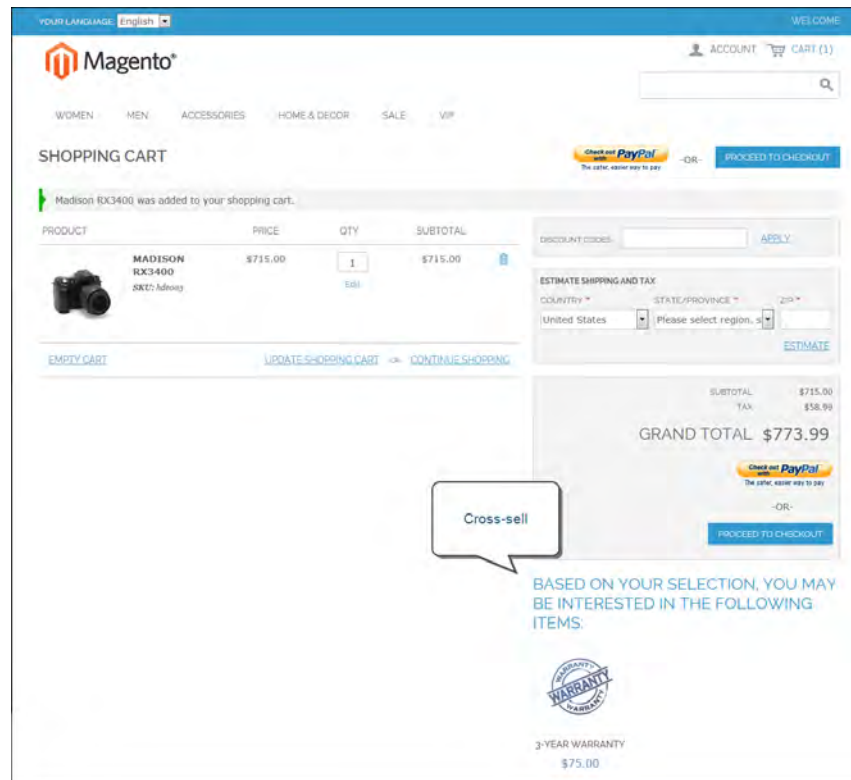 YOUR LANGUAGE: English
WELCOME
Magento®
ACCOUNT CART (1)
WOMEN MEN ACCESSORIES HOME & DECOR SALE VIP
SHOPPING CART
Check out with PayPal
The safer, easier way to pay
-OR-
PROCEED TO CHECKOUT
Madison RX3400 was added to your shopping cart.
PRODUCT PRICE QTY SUBTOTAL
MADISON RX3400 $715.00 1 $715.00
SKU: hde003
Edit
EMPTY CART UPDATE SHOPPING CART OR CONTINUE SHOPPING
DISCOUNT CODES APPLY
ESTIMATE SHIPPING AND TAX
COUNTRY * STATE/PROVINCE * ZIP *
United States Please select region, s
ESTIMATE
SUBTOTAL $715.00
TAX $58.99
GRAND TOTAL $773.99
Check out with PayPal
The safer, easier way to pay
-OR-
PROCEED TO CHECKOUT
Cross-sell
BASED ON YOUR SELECTION, YOU MAY
BE INTERESTED IN THE FOLLOWING
ITEMS:
WARRANTY
WARRANTY
WARRANTY
3-YEAR WARRANTY
$75.00